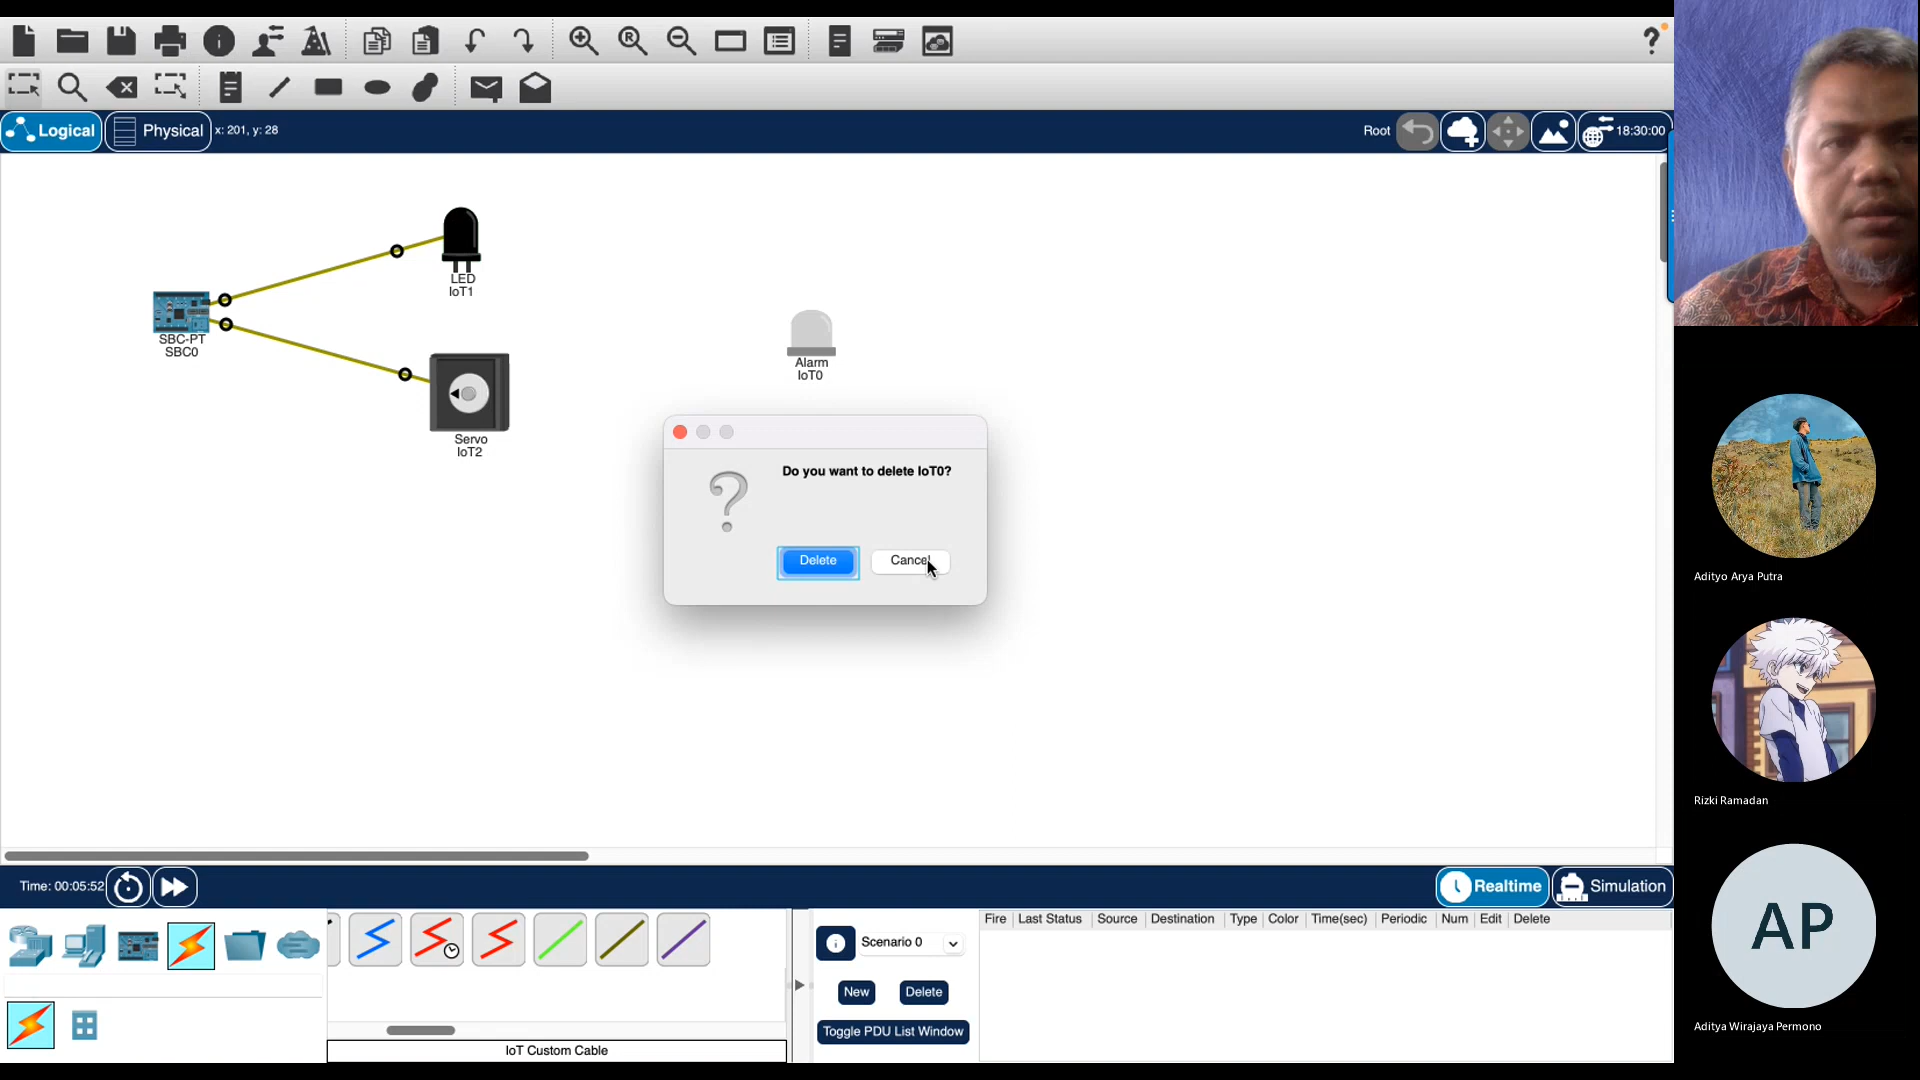 Logical
Physical
x: 201, y: 28
Root
18:30:00
LED
IoT1
SBC-PT
SBC0
Alarm
IoT0
Servo
IoT2
Do you want to delete IoT0?
Delete
Cancel
Time: 00:05:52
Realtime
Simulation
Fire Last Status Source Destination Type Color Time(sec) Periodic Num Edit Delete
Scenario 0
New
Delete
Toggle PDU List Window
IoT Custom Cable
Adityo Arya Putra
Rizki Ramadan
AP
Aditya Wirajaya Permono